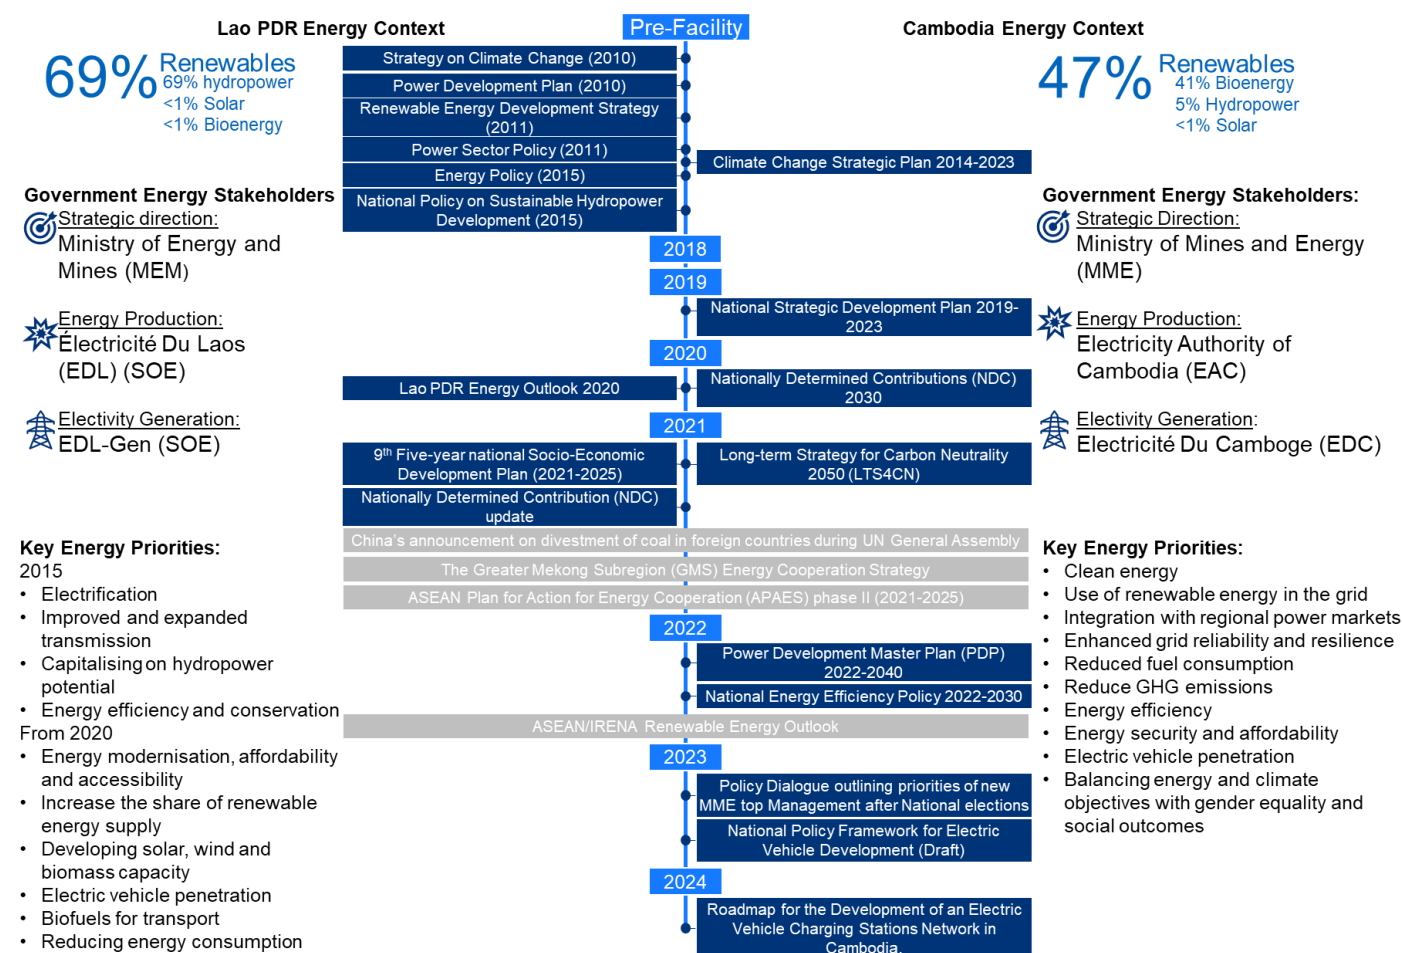 Lao PDR Energy Context
69%
Renewables
69% hydropower
<1% Solar
<1% Bioenergy
Government Energy Stakeholders
Strategic direction:
Ministry of Energy and
Mines (MEM)
Energy Production:
Électricité Du Laos
(EDL) (SOE)
Electivity Generation:
EDL-Gen (SOE)
Key Energy Priorities:
2015
• Electrification
• Improved and expanded
transmission
• Capitalising on hydropower
potential
• Energy efficiency and conservation
From 2020
• Energy modernisation, affordability
and accessibility
• Increase the share of renewable
energy supply
• Developing solar, wind and
biomass capacity
• Electric vehicle penetration
• Biofuels for transport
• Reducing energy consumption
Pre-Facility
Strategy on Climate Change (2010)
Power Development Plan (2010)
Renewable Energy Development Strategy
(2011)
Power Sector Policy (2011)
Climate Change Strategic Plan 2014-2023
Energy Policy (2015)
National Policy on Sustainable Hydropower
Development (2015)
2018
2019
National Strategic Development Plan 2019-
2023
2020
Lao PDR Energy Outlook 2020
Nationally Determined Contributions (NDC)
2030
2021
9th Five-year national Socio-Economic
Development Plan (2021-2025)
Long-term Strategy for Carbon Neutrality
2050 (LTS4CN)
Nationally Determined Contribution (NDC)
update
China's announcement on divestment of coal in foreign countries during UN General Assembly
The Greater Mekong Subregion (GMS) Energy Cooperation Strategy
ASEAN Plan for Action for Energy Cooperation (APAES) phase II (2021-2025)
2022
Power Development Master Plan (PDP)
2022-2040
National Energy Efficiency Policy 2022-2030
ASEAN/IRENA Renewable Energy Outlook
2023
Policy Dialogue outlining priorities of new
MME top Management after National elections
National Policy Framework for Electric
Vehicle Development (Draft)
2024
Roadmap for the Development of an Electric
Vehicle Charging Stations Network in
Cambodia.
Cambodia Energy Context
47%
Renewables
41% Bioenergy
5% Hydropower
<1% Solar
Government Energy Stakeholders:
Strategic Direction:
Ministry of Mines and Energy
(MME)
Energy Production:
Electricity Authority of
Cambodia (EAC)
Electivity Generation:
Electricité Du Camboge (EDC)
Key Energy Priorities:
• Clean energy
• Use of renewable energy in the grid
• Integration with regional power markets
• Enhanced grid reliability and resilience
• Reduced fuel consumption
• Reduce GHG emissions
• Energy efficiency
• Energy security and affordability
• Electric vehicle penetration
• Balancing energy and climate
objectives with gender equality and
social outcomes